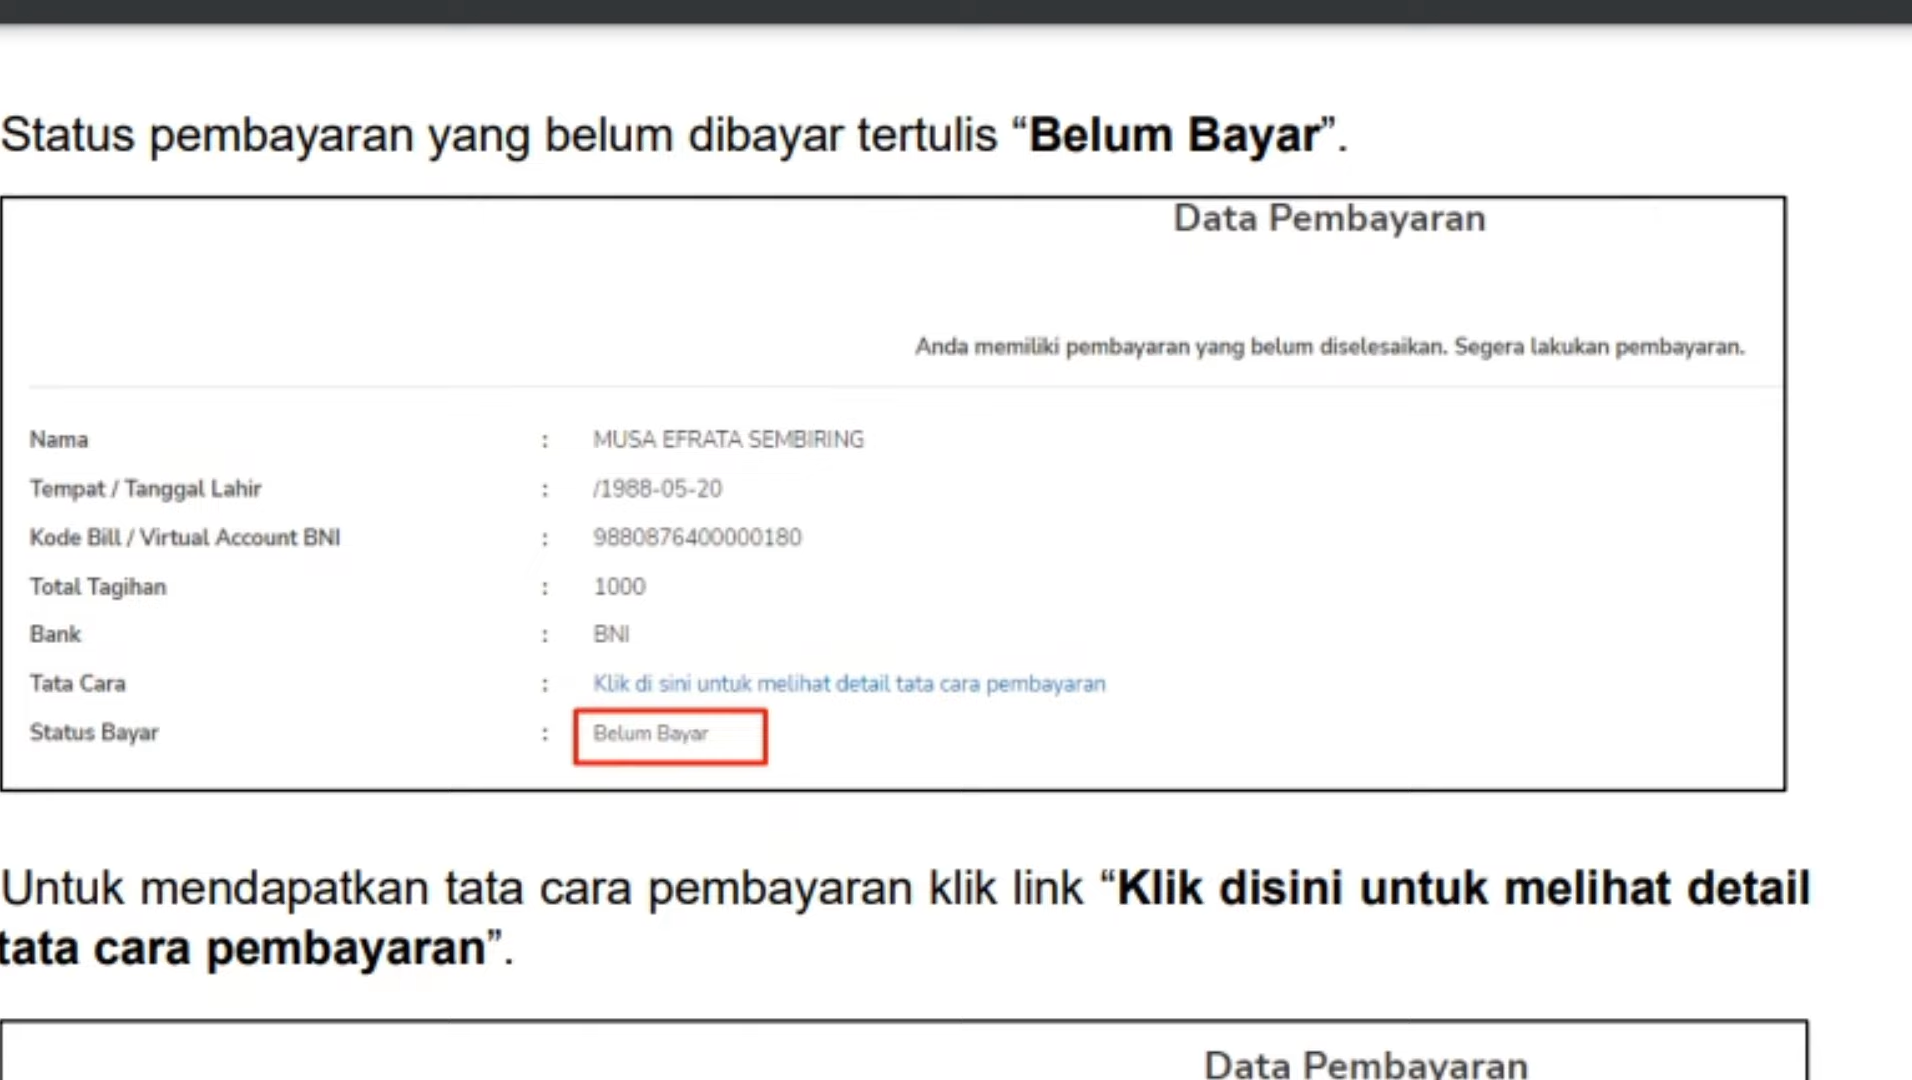 Status pembayaran yang belum dibayar tertulis “Belum Bayar”.
Data Pembayaran
Anda memiliki pembayaran yang belum diselesaikan. Segera lakukan pembayaran.
Nama : MUSA EFRATA SEMBIRING
Tempat / Tanggal Lahir : /1988-05-20
Kode Bill / Virtual Account BNI : 9880876400000180
Total Tagihan : 1000
Bank : BNI
Tata Cara : Klik di sini untuk melihat detail tata cara pembayaran
Status Bayar : Belum Bayar
Untuk mendapatkan tata cara pembayaran klik link “Klik disini untuk melihat detail
tata cara pembayaran”.
Data Pembayaran